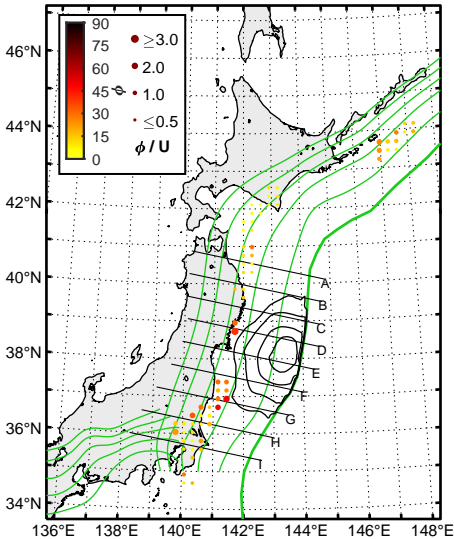 90
75
60
45
30
15
0
ϕ
≥3.0
2.0
1.0
≤0.5
ϕ / U
46°N
44°N
42°N
40°N
38°N
36°N
34°N
A
B
C
D
E
F
G
H
I
136°E
138°E
140°E
142°E
144°E
146°E
148°E